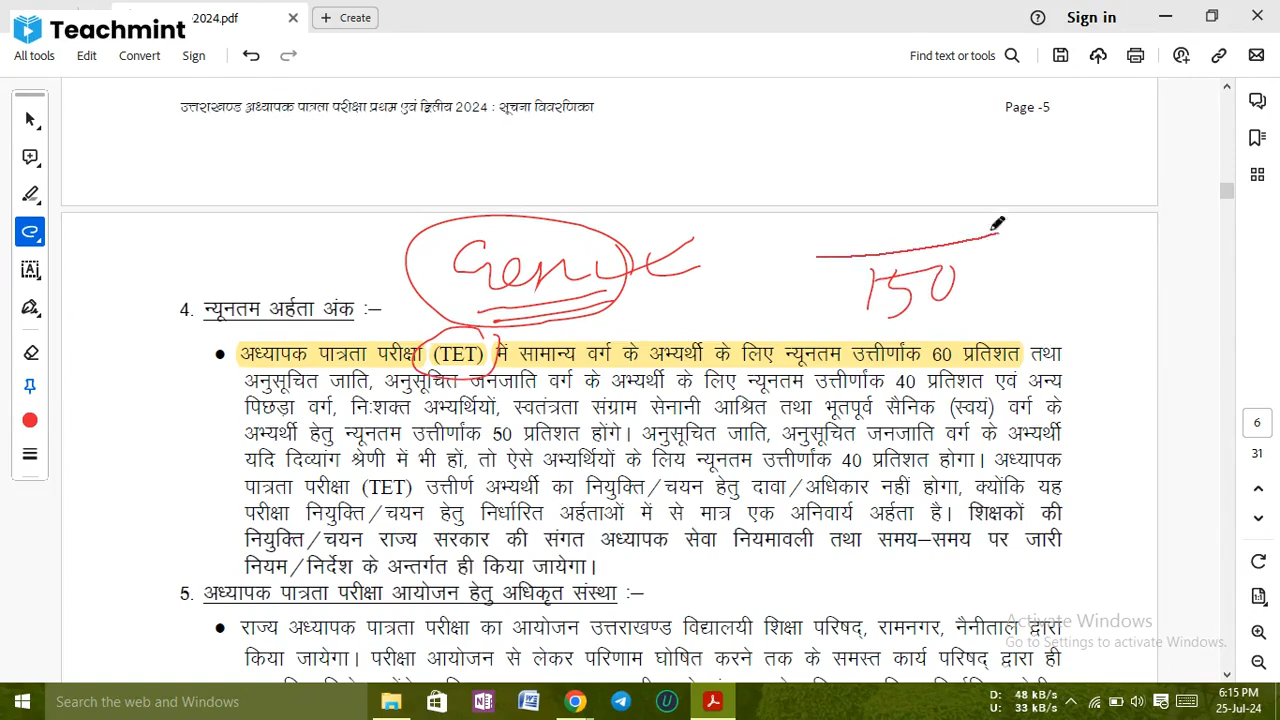 Teachmint
2024.pdf
+ Create
Sign in
All tools Edit Convert Sign
Find text or tools
उत्तराखण्ड अध्यापक पात्रता परीक्षा प्रथम एवं द्वितीय 2024 : सूचना विवरणिका
Page -5
150
4. न्यूनतम अर्हता अंक :–
● अध्यापक पात्रता परीक्षा (TET) में सामान्य वर्ग के अभ्यर्थी के लिए न्यूनतम उत्तीर्णांक 60 प्रतिशत तथा
अनुसूचित जाति, अनुसूचित जनजाति वर्ग के अभ्यर्थी के लिए न्यूनतम उत्तीर्णांक 40 प्रतिशत एवं अन्य
पिछड़ा वर्ग, निःशक्त अभ्यर्थियों, स्वतंत्रता संग्राम सेनानी आश्रित तथा भूतपूर्व सैनिक (स्वयं) वर्ग के
अभ्यर्थी हेतु न्यूनतम उत्तीर्णांक 50 प्रतिशत होंगे। अनुसूचित जाति, अनुसूचित जनजाति वर्ग के अभ्यर्थी
यदि दिव्यांग श्रेणी में भी हों, तो ऐसे अभ्यर्थियों के लिय न्यूनतम उत्तीर्णांक 40 प्रतिशत होगा। अध्यापक
पात्रता परीक्षा (TET) उत्तीर्ण अभ्यर्थी का नियुक्ति/चयन हेतु दावा/अधिकार नहीं होगा, क्योंकि यह
परीक्षा नियुक्ति/चयन हेतु निर्धारित अर्हताओं में से मात्र एक अनिवार्य अर्हता है। शिक्षकों की
नियुक्ति/चयन राज्य सरकार की संगत अध्यापक सेवा नियमावली तथा समय–समय पर जारी
नियम/निर्देश के अन्तर्गत ही किया जायेगा।
5. अध्यापक पात्रता परीक्षा आयोजन हेतु अधिकृत संस्था :–
● राज्य अध्यापक पात्रता परीक्षा का आयोजन उत्तराखण्ड विद्यालयी शिक्षा परिषद, रामनगर, नैनीताल द्वारा
किया जायेगा। परीक्षा आयोजन से लेकर परिणाम घोषित करने तक के समस्त कार्य परिषद् द्वारा ही
6
31
Activate Windows
Go to Settings to activate Windows.
Search the web and Windows
D: 48 kB/s
U: 33 kB/s
6:15 PM
25-Jul-24